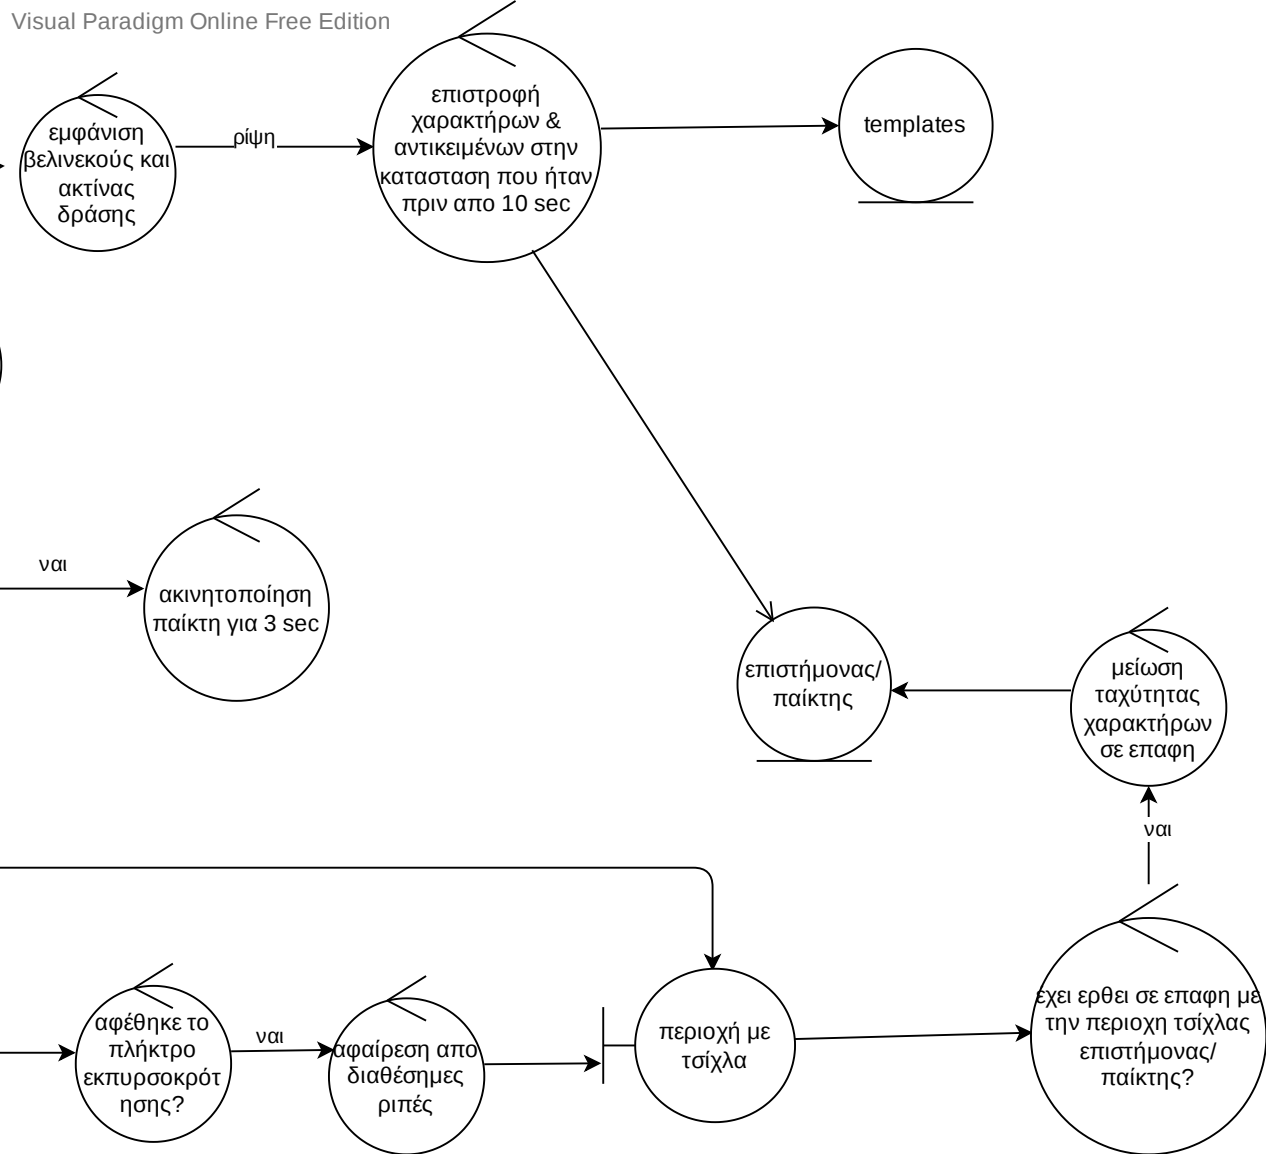 Visual Paradigm Online Free Edition
εμφάνιση
βελινεκούς και
ακτίνας
δράσης
ρίψη
επιστροφή
χαρακτήρων &
αντικειμένων στην
κατασταση που ήταν
πριν απο 10 sec
templates
ναι
ακινητοποίηση
παίκτη για 3 sec
επιστήμονας/
παίκτης
μείωση
ταχύτητας
χαρακτήρων
σε επαφη
ναι
αφέθηκε το
πλήκτρο
εκπυρσοκρότ
ησης?
ναι
αφαίρεση απο
διαθέσημες
ριπές
περιοχή με
τσίχλα
έχει ερθει σε επαφη με
την περιοχη τσίχλας
επιστήμονας/
παίκτης?